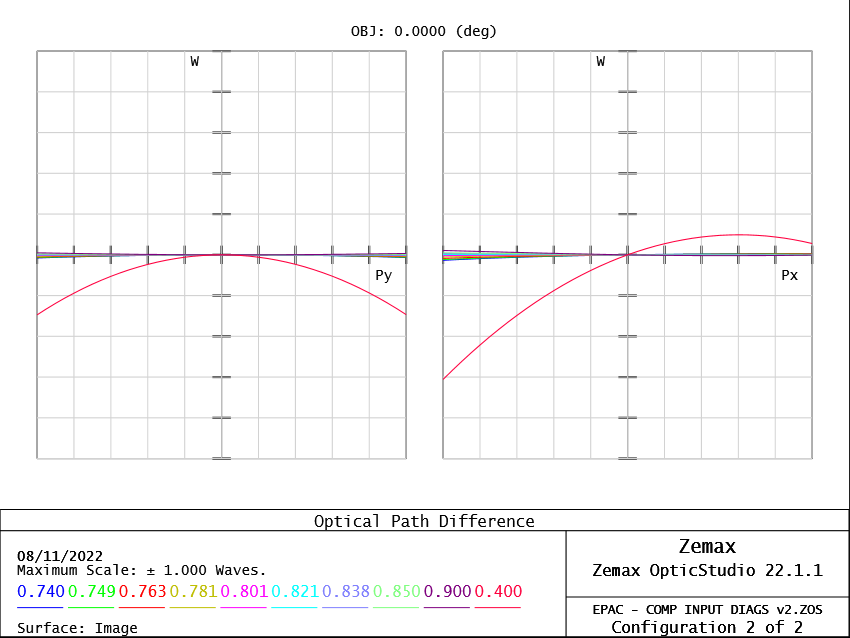 OBJ: 0.0000 (deg)
W
W
Py
Px
Optical Path Difference
08/11/2022
Maximum Scale: ± 1.000 Waves.
0.740 0.749 0.763 0.781 0.801 0.821 0.838 0.850 0.900 0.400
Surface: Image
Zemax
Zemax OpticStudio 22.1.1
EPAC - COMP INPUT DIAGS v2.ZOS
Configuration 2 of 2